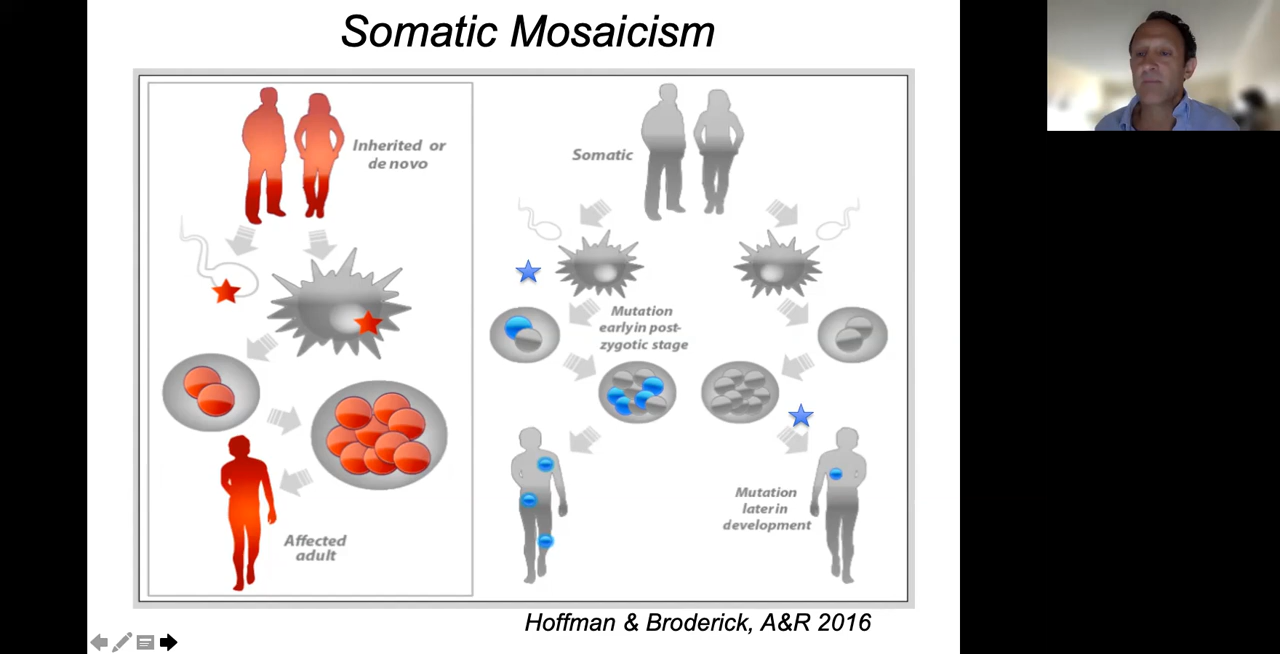 Somatic Mosaicism
Inherited or
de novo
Somatic
Mutation
early in post-
zygotic stage
Mutation
later in
development
Affected
adult
Hoffman & Broderick, A&R 2016